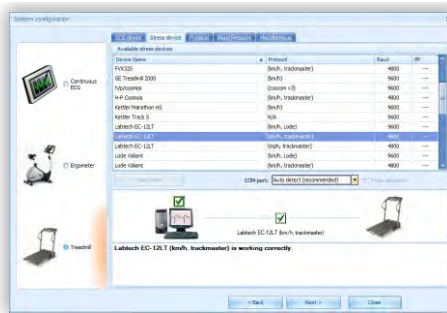 System configuration
ECG device Stress device Protocol Blood Pressure Miscellaneous
Available stress devices
Device Name Protocol Baud
FVX325 (km/h, trackmaster) 4800 ---
GE Treadmill 2000 (km/h) 9600 ---
h/p/cosmos (coscom v3) 9600 ---
H-P Cosmos (km/h, trackmaster) 4800 ---
Kettler Marathon HS (km/h) 9600 ---
Kettler Track 5 N/A 9600 ---
Labtech EC-12LT (km/h, Lode) 9600 ---
Labtech EC-12LT (km/h, trackmaster) 4800 ---
Labtech EC-12LT (mph, trackmaster) 4800 ---
Lode Valiant (km/h, Lode) 9600 ---
Lode Valiant (km/h, trackmaster) 4800 ---
Continuous
ECG
Ergometer
Treadmill
COM port: Auto detect (recommended)
Labtech EC-12LT (km/h, trackmaster)
Labtech EC-12LT (km/h, trackmaster) is working correctly.
< Back Next > Close